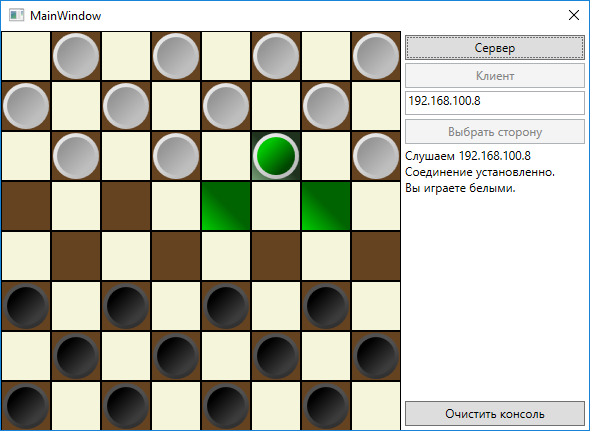 MainWindow
Сервер
Клиент
192.168.100.8
Выбрать сторону
Слушаем 192.168.100.8
Соединение установленно.
Вы играете белыми.
Очистить консоль